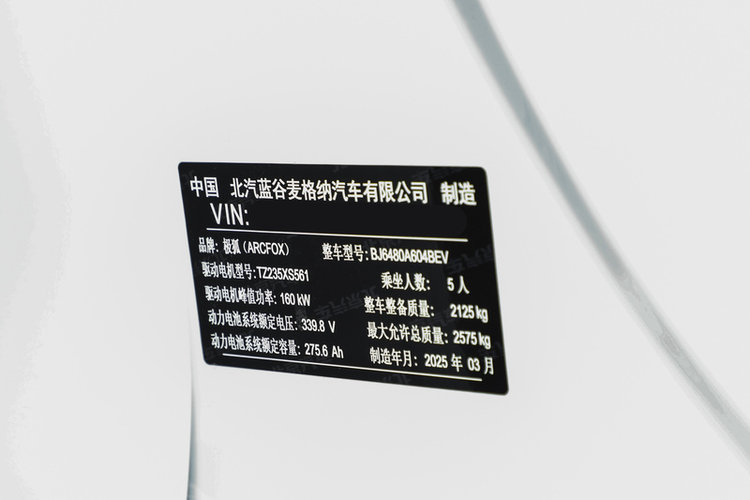 中国 北汽蓝谷麦格纳汽车有限公司 制造
VIN:
品牌: 极狐(ARCFOX) 整车型号: BJ6480A604BEV
驱动电机型号: TZ235XS561 乘坐人数: 5 人
驱动电机峰值功率: 160 kW 整车整备质量: 2125 kg
动力电池系统额定电压: 339.8 V 最大允许总质量: 2575 kg
动力电池系统额定容量: 275.6 Ah 制造年月: 2025 年 03 月